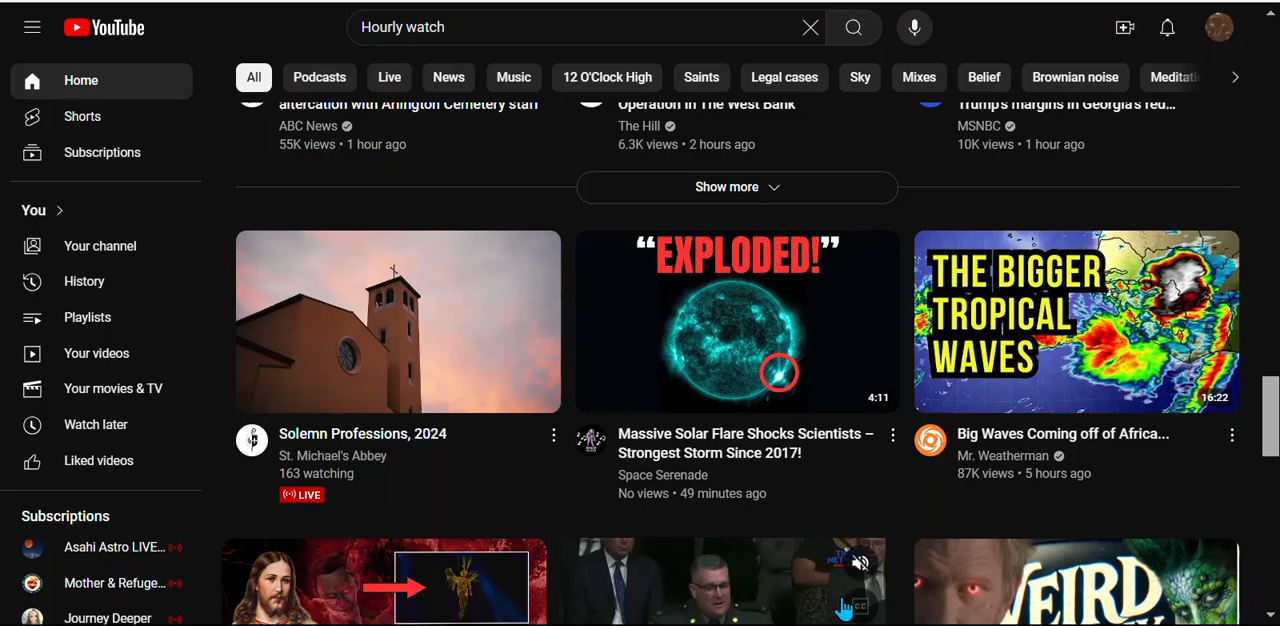 YouTube
Hourly watch
Home
Shorts
Subscriptions
You
Your channel
History
Playlists
Your videos
Your movies & TV
Watch later
Liked videos
Subscriptions
Asahi Astro LIVE...
Mother & Refuge...
Journey Deeper
All
Podcasts
Live
News
Music
12 O'Clock High
Saints
Legal cases
Sky
Mixes
Belief
Brownian noise
altercation with Arlington Cemetery staff
ABC News
55K views • 1 hour ago
Operation In The West Bank
The Hill
6.3K views • 2 hours ago
Trump's margins in Georgia's red...
MSNBC
10K views • 1 hour ago
Show more
Solemn Professions, 2024
St. Michael's Abbey
163 watching
LIVE
“EXPLODED!”
4:11
Massive Solar Flare Shocks Scientists –
Strongest Storm Since 2017!
Space Serenade
No views • 49 minutes ago
THE BIGGER
TROPICAL
WAVES
16:22
Big Waves Coming off of Africa...
Mr. Weatherman
87K views • 5 hours ago
CC